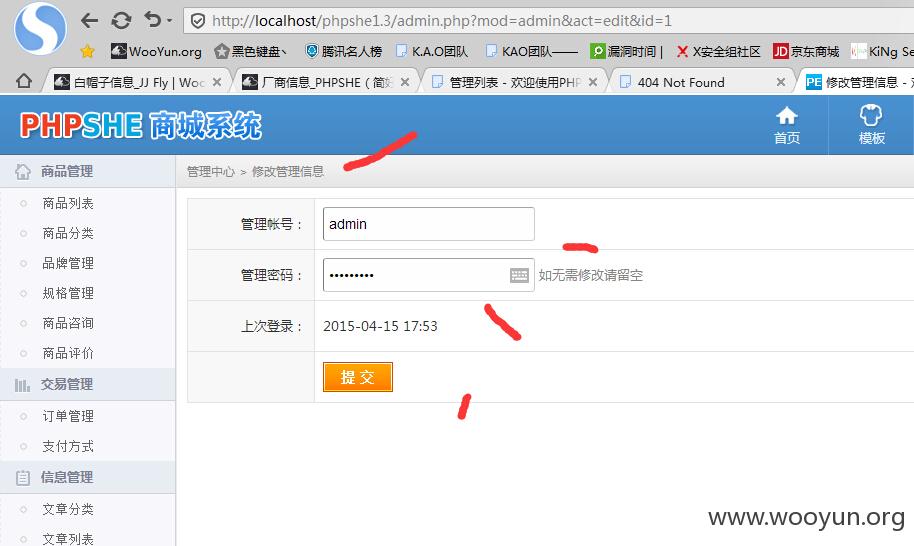 http://localhost/phpshe1.3/admin.php?mod=admin&act=edit&id=1
WooYun.org 黑色键盘丶 腾讯名人榜 K.A.O团队 KAO团队—— 漏洞时间 | X安全组社区 JD 京东商城 KiNg Se
白帽子信息_JJ Fly | Woo 厂商信息_PHPSHE ( 简好 管理列表 - 欢迎使用PHP 404 Not Found PE 修改管理信息 - 欢
PHPSHE 商城系统
首页 模板
商品管理 管理中心 > 修改管理信息
商品列表 管理帐号： admin
商品分类
品牌管理 管理密码： ••••••••• 如无需修改请留空
规格管理
商品咨询 上次登录： 2015-04-15 17:53
商品评价
交易管理 提 交
订单管理
支付方式
信息管理
文章分类
文章列表
www.wooyun.org